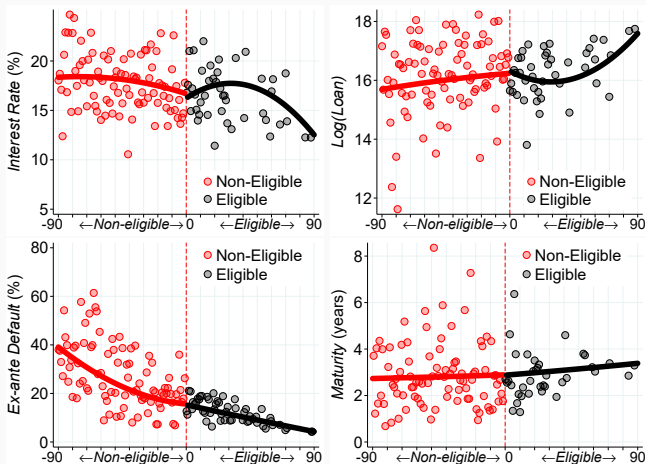 Interest Rate (%)
20
15
10
5
Non-Eligible
Eligible
-90 ←Non-eligible→ 0 Eligible→ 90
Log(Loan)
18
16
14
12
Non-Eligible
Eligible
-90 ←Non-eligible→ 0 ←Eligible→ 90
Ex-ante Default (%)
80
60
40
20
0
Non-Eligible
Eligible
-90 ←Non-eligible→ 0 ←Eligible→ 90
Maturity (years)
8
6
4
2
0
Non-Eligible
Eligible
-90 ←Non-eligible→ 0 ←Eligible→ 90